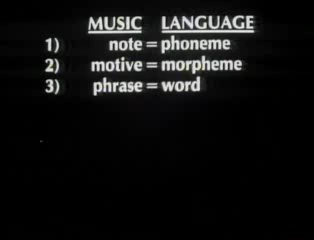 MUSIC LANGUAGE
1) note = phoneme
2) motive = morpheme
3) phrase = word